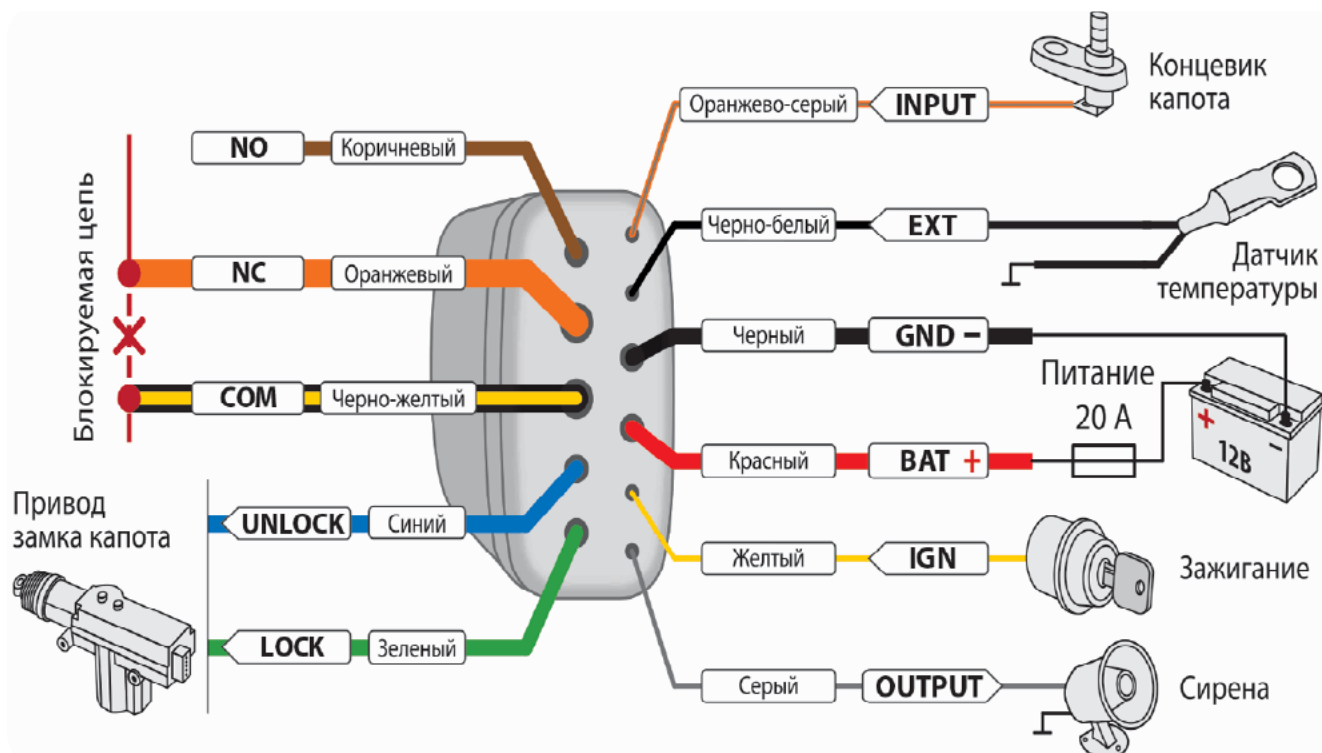 Блокируемая цепь
NO Коричневый
NC Оранжевый
COM Черно-желтый
UNLOCK Синий
LOCK Зеленый
Привод
замка капота
Оранжево-серый INPUT
Концевик
капота
Черно-белый EXT
Датчик
температуры
Черный GND −
Питание
20 А
Красный BAT +
+ −
12В
Желтый IGN
Зажигание
Серый OUTPUT
Сирена